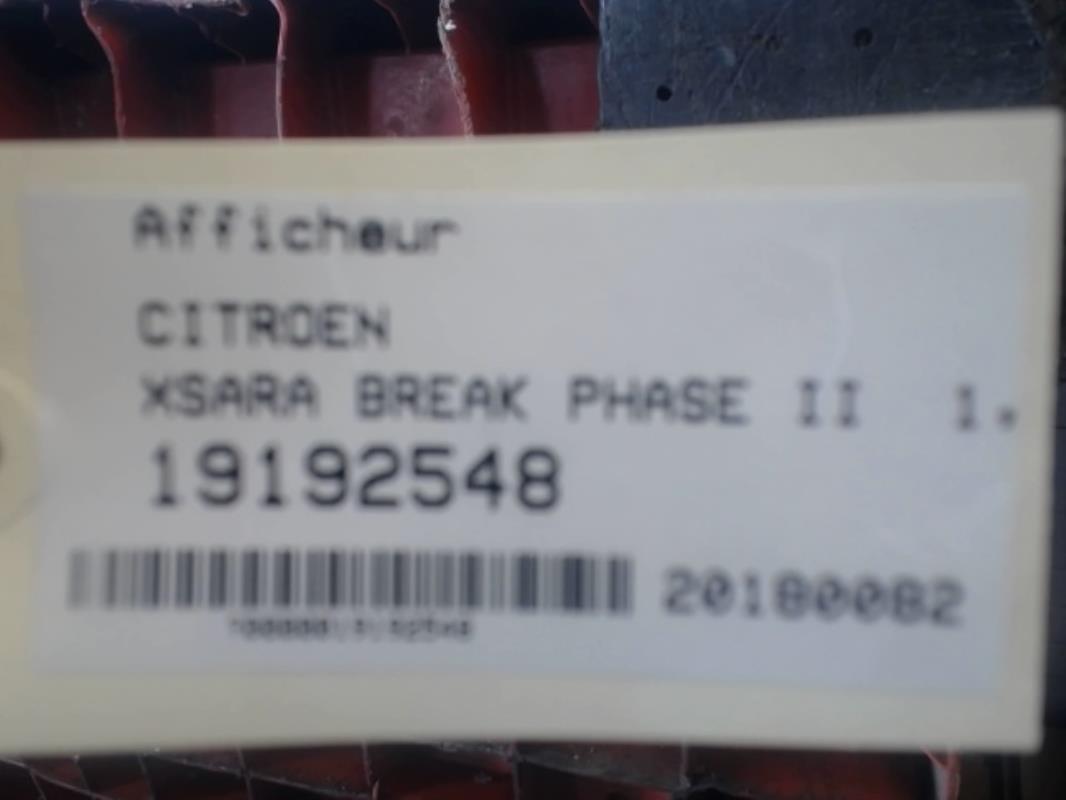 Afficheur
CITROEN
XSARA BREAK PHASE II 1.
19192548
20180082